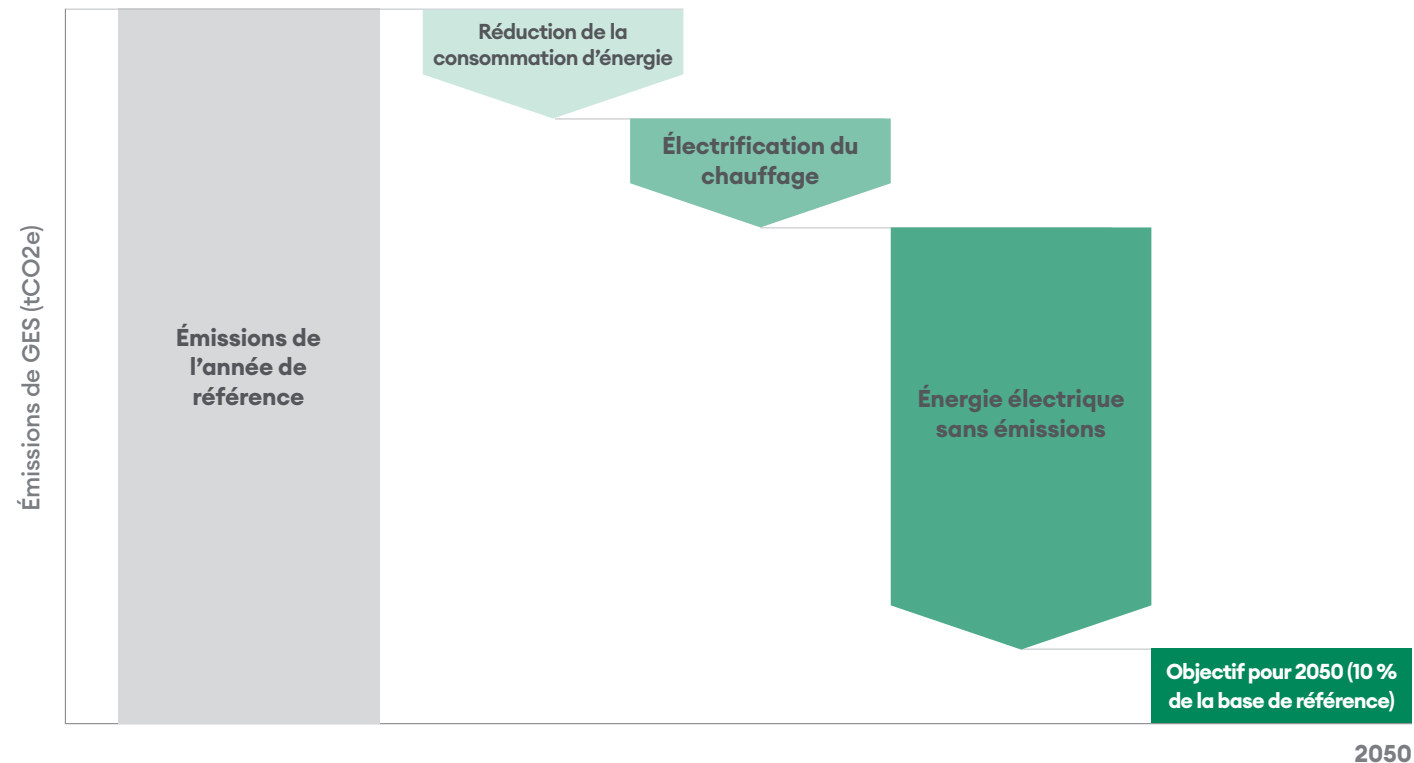 Réduction de la
consommation d’énergie
Électrification du
chauffage
Émissions de GES (tCO2e)
Émissions de
l’année de
référence
Énergie électrique
sans émissions
Objectif pour 2050 (10 %
de la base de référence)
2050